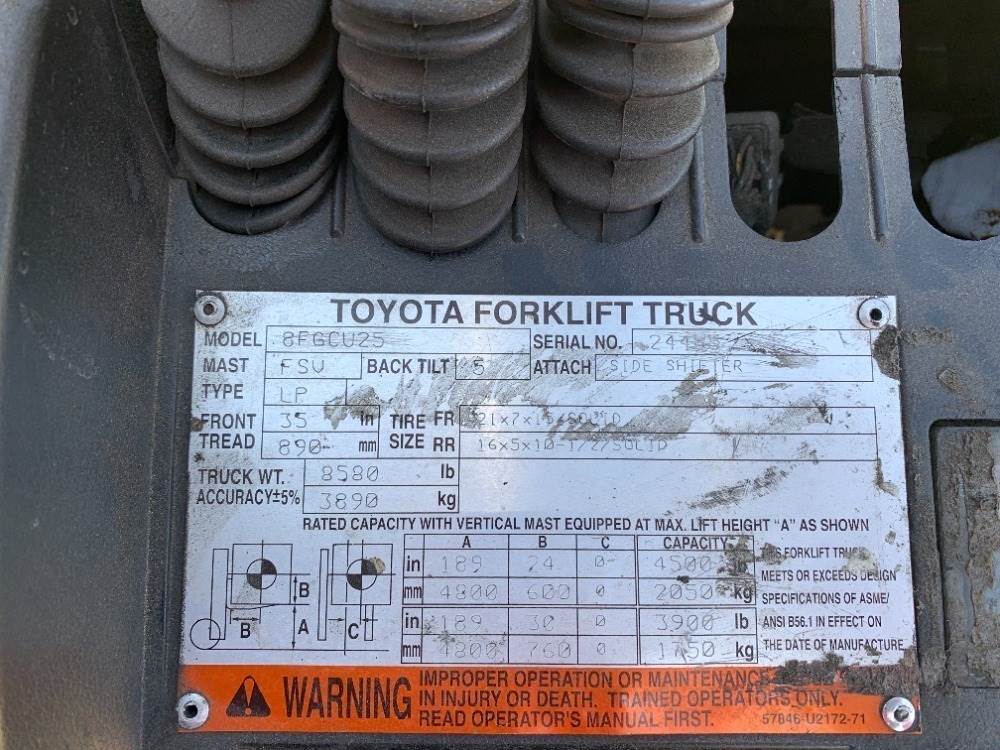 TOYOTA FORKLIFT TRUCK
MODEL 8FGCU25 SERIAL NO.
MAST FSV BACK TILT 5 ATTACH SIDE SHIFTER
TYPE LP
FRONT TREAD 35 in 890 mm
TIRE SIZE FR SOLID
RR 16x5x10-1/2/SOLID
TRUCK WT. 8580 lb
ACCURACY±5% 3890 kg
RATED CAPACITY WITH VERTICAL MAST EQUIPPED AT MAX. LIFT HEIGHT "A" AS SHOWN
A B C CAPACITY
in 189 24 0 4500 lb
mm 4800 600 0 2050 kg
in 189 30 0 3900 lb
mm 4800 760 0 kg
B
B A C
THIS FORKLIFT TRUCK
MEETS OR EXCEEDS DESIGN
SPECIFICATIONS OF ASME/
ANSI B56.1 IN EFFECT ON
THE DATE OF MANUFACTURE
WARNING
IMPROPER OPERATION OR MAINTENANCE
IN INJURY OR DEATH. TRAINED OPERATORS ONLY.
READ OPERATOR'S MANUAL FIRST.
57846-U2172-71